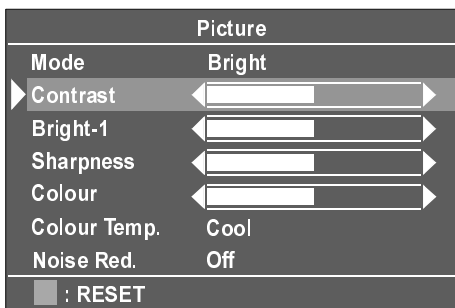 Picture
Mode Bright
Contrast
Bright-1
Sharpness
Colour
Colour Temp. Cool
Noise Red. Off
: RESET